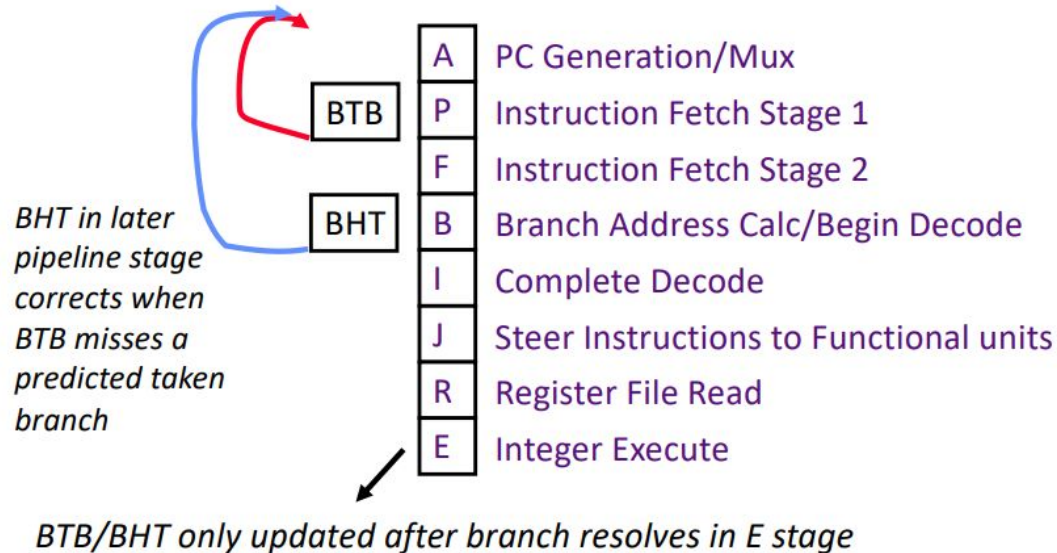 A PC Generation/Mux
BTB P Instruction Fetch Stage 1
F Instruction Fetch Stage 2
BHT B Branch Address Calc/Begin Decode
I Complete Decode
J Steer Instructions to Functional units
R Register File Read
E Integer Execute
BHT in later
pipeline stage
corrects when
BTB misses a
predicted taken
branch
BTB/BHT only updated after branch resolves in E stage